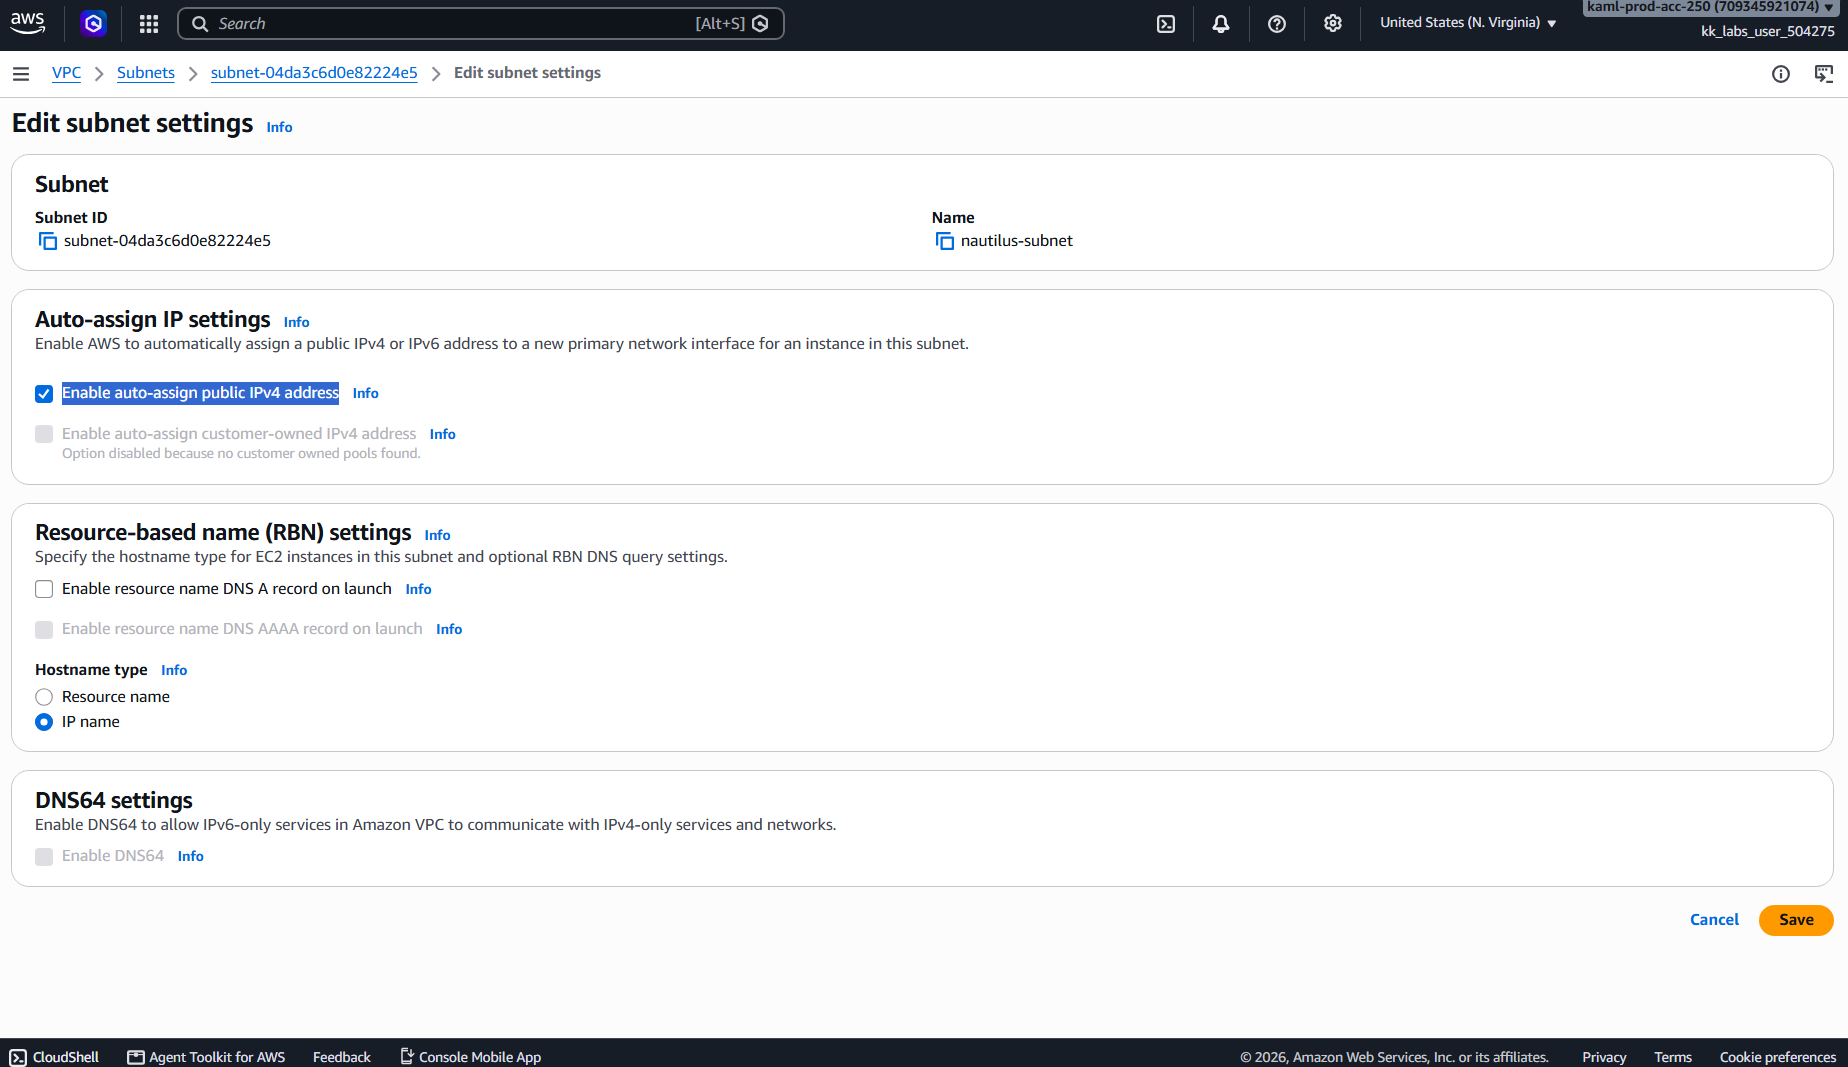 aws
Search [Alt+S]
United States (N. Virginia)
kaml-prod-acc-250 (709345921074)
kk_labs_user_504275
VPC > Subnets > subnet-04da3c6d0e82224e5 > Edit subnet settings
Edit subnet settings Info
Subnet
Subnet ID
subnet-04da3c6d0e82224e5
Name
nautilus-subnet
Auto-assign IP settings Info
Enable AWS to automatically assign a public IPv4 or IPv6 address to a new primary network interface for an instance in this subnet.
Enable auto-assign public IPv4 address Info
Enable auto-assign customer-owned IPv4 address Info
Option disabled because no customer owned pools found.
Resource-based name (RBN) settings Info
Specify the hostname type for EC2 instances in this subnet and optional RBN DNS query settings.
Enable resource name DNS A record on launch Info
Enable resource name DNS AAAA record on launch Info
Hostname type Info
Resource name
IP name
DNS64 settings
Enable DNS64 to allow IPv6-only services in Amazon VPC to communicate with IPv4-only services and networks.
Enable DNS64 Info
Cancel Save
CloudShell Agent Toolkit for AWS Feedback Console Mobile App © 2026, Amazon Web Services, Inc. or its affiliates. Privacy Terms Cookie preferences